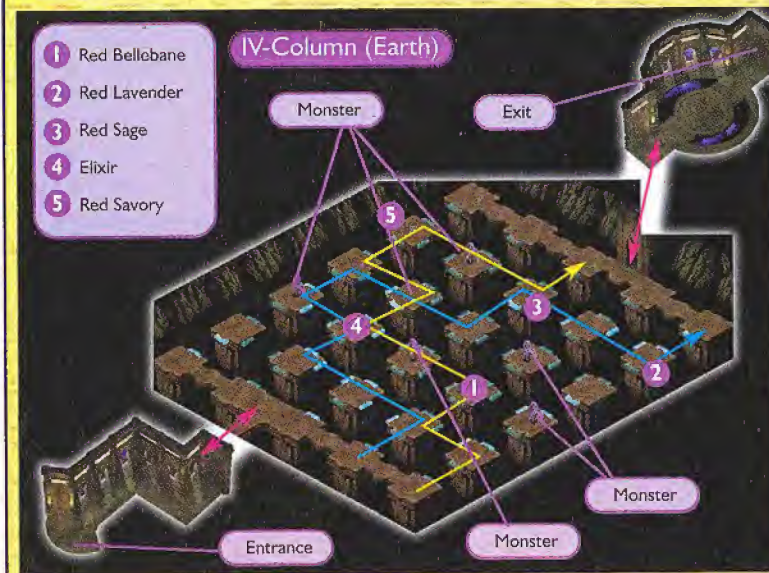 IV-Column (Earth)
1 Red Bellebane
2 Red Lavender
3 Red Sage
4 Elixir
5 Red Savory
Monster
Exit
5
4
3
1
2
Monster
Monster
Entrance